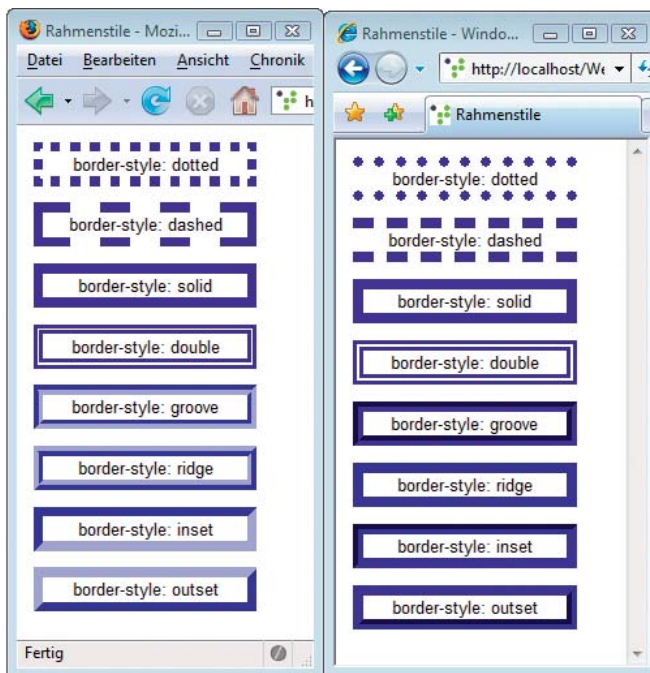 Rahmenstile - Mozi...
Datei Bearbeiten Ansicht Chronik
h
border-style: dotted
border-style: dashed
border-style: solid
border-style: double
border-style: groove
border-style: ridge
border-style: inset
border-style: outset
Fertig
Rahmenstile - Windo...
http://localhost/We
Rahmenstile
border-style: dotted
border-style: dashed
border-style: solid
border-style: double
border-style: groove
border-style: ridge
border-style: inset
border-style: outset